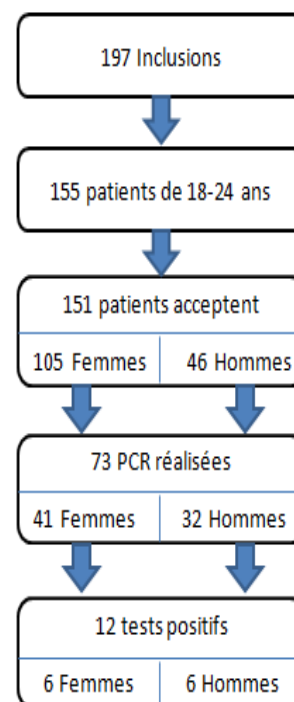 197 Inclusions
155 patients de 18-24 ans
151 patients acceptent
105 Femmes 46 Hommes
73 PCR réalisées
41 Femmes 32 Hommes
12 tests positifs
6 Femmes 6 Hommes